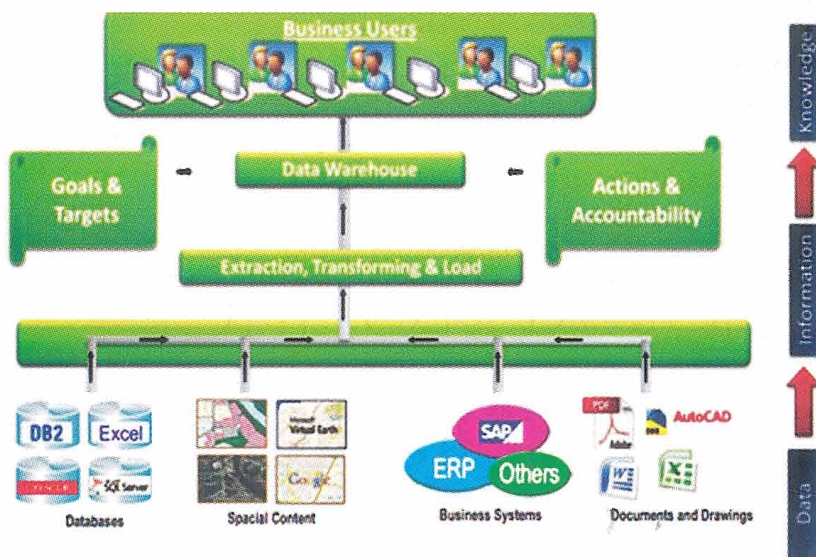 Business Users
Knowledge
Goals &
Targets
Data Warehouse
Actions &
Accountability
Extraction, Transforming & Load
Information
DB2
Excel
Microsoft
Virtual Earth
SAP
ERP
Others
PDF
Adobe
AutoCAD
SQL Server
Google
W
X
Databases
Spacial Content
Business Systems
Documents and Drawings
Data